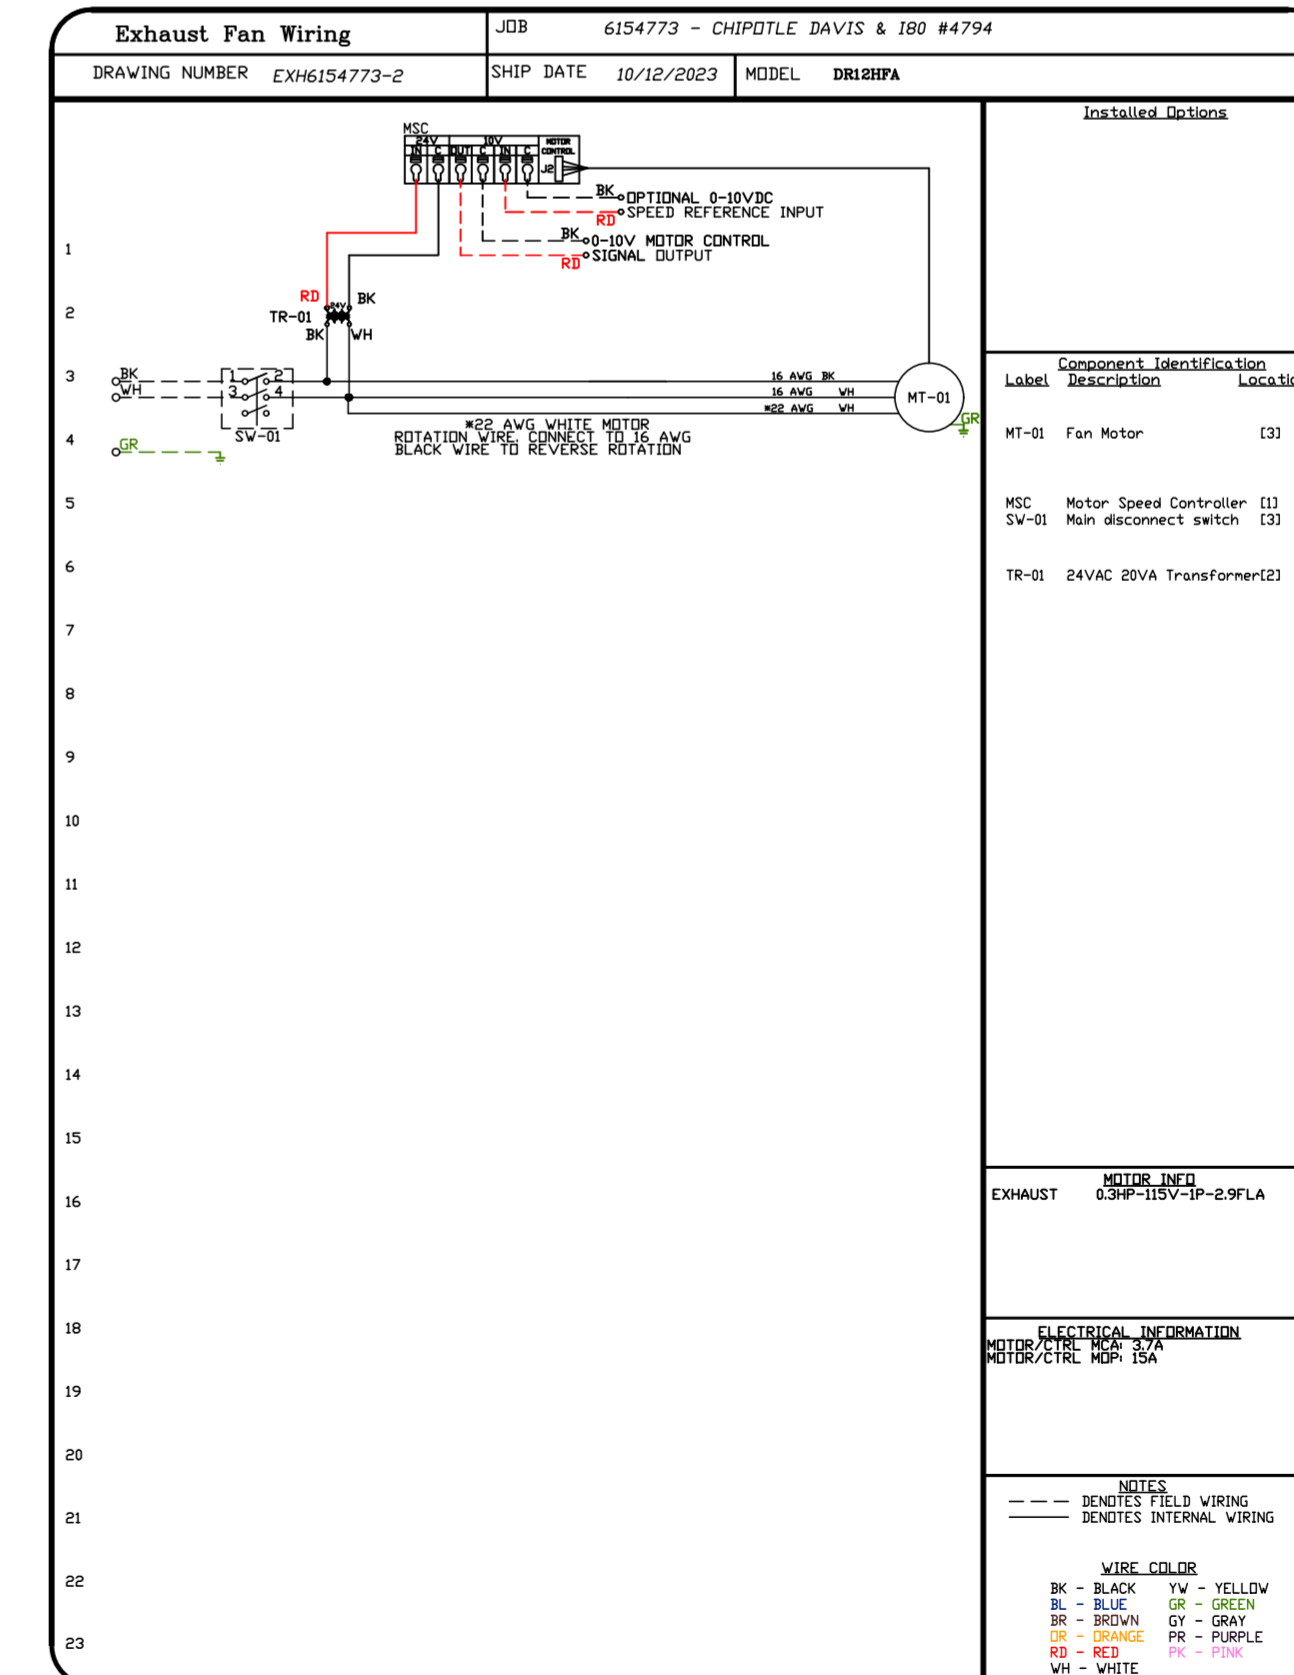 Exhaust Fan Wiring
JOB 6154773 - CHIPOTLE DAVIS & I80 #4794
DRAWING NUMBER EXH6154773-2
SHIP DATE 10/12/2023
MODEL DR12HFA
MSC
24V 10V MOTOR CONTROL
IN C OUT C IN C J2
BK OPTIONAL 0-10VDC
RD SPEED REFERENCE INPUT
BK 0-10V MOTOR CONTROL
RD SIGNAL OUTPUT
RD 24V BK
TR-01
BK WH
BK 1 2 16 AWG BK
WH 3 4 16 AWG WH
*22 AWG WH
MT-01
GR
SW-01
*22 AWG WHITE MOTOR
ROTATION WIRE. CONNECT TO 16 AWG
BLACK WIRE TO REVERSE ROTATION
GR
1
2
3
4
5
6
7
8
9
10
11
12
13
14
15
16
17
18
19
20
21
22
23
Installed Options
Component Identification
Label Description Locatio
MT-01 Fan Motor [3]
MSC Motor Speed Controller [1]
SW-01 Main disconnect switch [3]
TR-01 24VAC 20VA Transformer[2]
MOTOR INFO
EXHAUST 0.3HP-115V-1P-2.9FLA
ELECTRICAL INFORMATION
MOTOR/CTRL MCA: 3.7A
MOTOR/CTRL MOP: 15A
NOTES
DENOTES FIELD WIRING
DENOTES INTERNAL WIRING
WIRE COLOR
BK - BLACK YW - YELLOW
BL - BLUE GR - GREEN
BR - BROWN GY - GRAY
OR - ORANGE PR - PURPLE
RD - RED PK - PINK
WH - WHITE